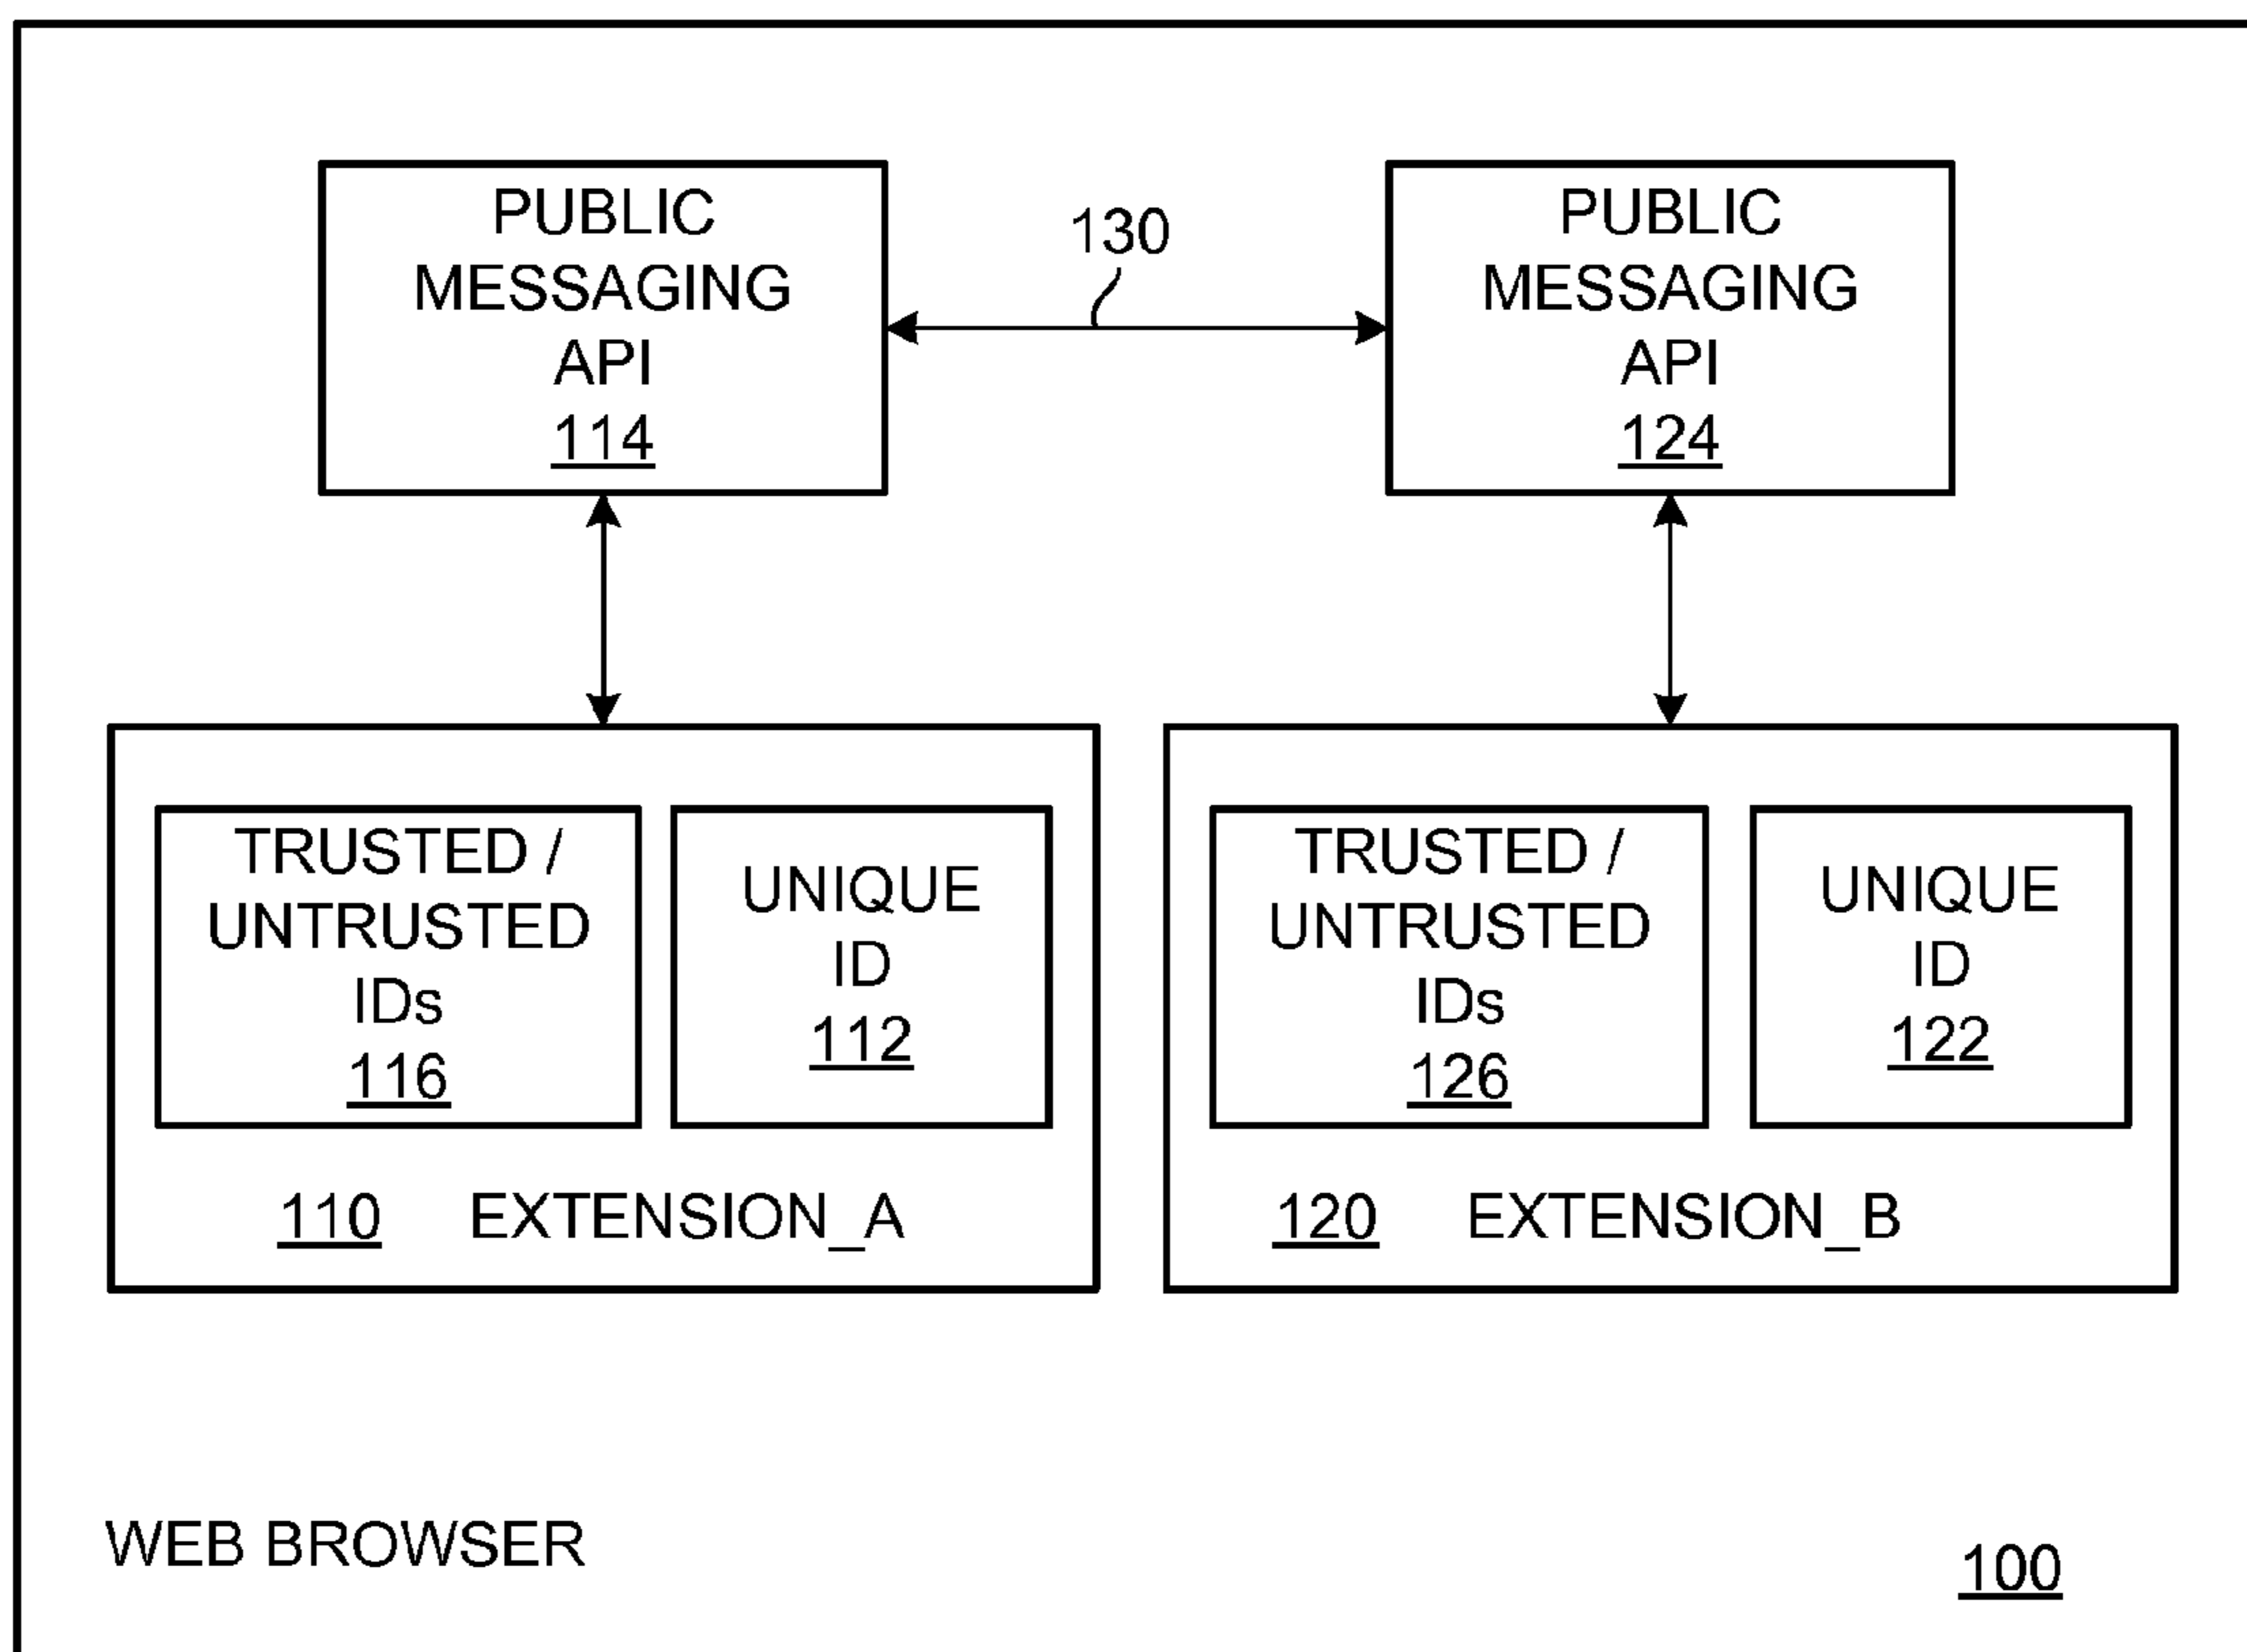 PUBLIC
MESSAGING
API
114
130
PUBLIC
MESSAGING
API
124
TRUSTED /
UNTRUSTED
IDs
116
UNIQUE
ID
112
110 EXTENSION_A
TRUSTED /
UNTRUSTED
IDs
126
UNIQUE
ID
122
120 EXTENSION_B
WEB BROWSER
100